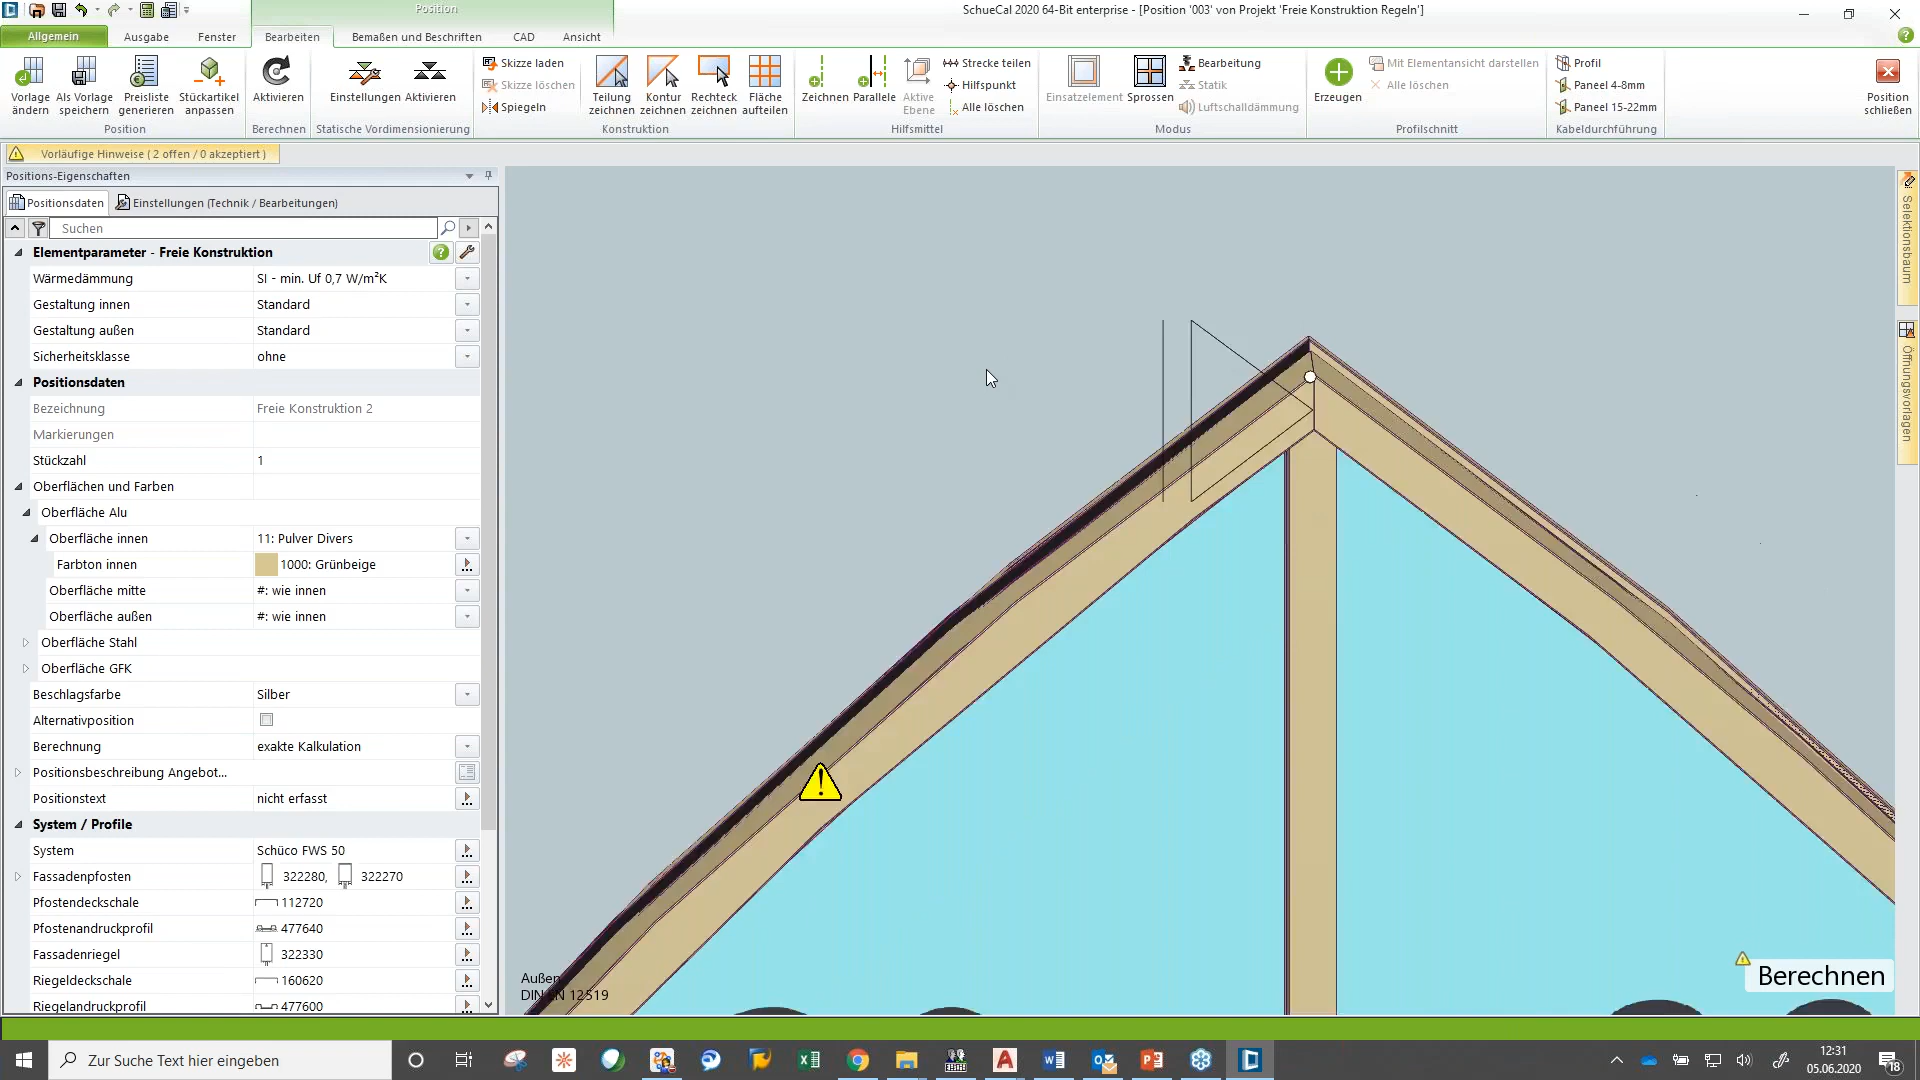 Position
SchueCal 2020 64-Bit enterprise - [Position '003' von Projekt 'Freie Konstruktion Regeln']
Allgemein
Ausgabe
Fenster
Bearbeiten
Bemaßen und Beschriften
CAD
Ansicht
Vorlage ändern
Als Vorlage speichern
Preisliste generieren
Stückartikel anpassen
Position
Aktivieren
Berechnen
Einstellungen
Aktivieren
Statische Vordimensionierung
Skizze laden
Skizze löschen
Spiegeln
Teilung zeichnen
Kontur zeichnen
Rechteck zeichnen
Fläche aufteilen
Konstruktion
Zeichnen
Parallele
Aktive Ebene
Strecke teilen
Hilfspunkt
Alle löschen
Hilfsmittel
Einsatzelement
Sprossen
Bearbeitung
Statik
Luftschalldämmung
Modus
Erzeugen
Mit Elementansicht darstellen
Alle löschen
Profilschnitt
Profil
Paneel 4-8mm
Paneel 15-22mm
Kabeldurchführung
Position schließen
Vorläufige Hinweise ( 2 offen / 0 akzeptiert )
Positions-Eigenschaften
Positionsdaten
Einstellungen (Technik / Bearbeitungen)
Suchen
Elementparameter - Freie Konstruktion
Wärmedämmung SI - min. Uf 0,7 W/m²K
Gestaltung innen Standard
Gestaltung außen Standard
Sicherheitsklasse ohne
Positionsdaten
Bezeichnung Freie Konstruktion 2
Markierungen
Stückzahl 1
Oberflächen und Farben
Oberfläche Alu
Oberfläche innen 11: Pulver Divers
Farbton innen 1000: Grünbeige
Oberfläche mitte #: wie innen
Oberfläche außen #: wie innen
Oberfläche Stahl
Oberfläche GFK
Beschlagsfarbe Silber
Alternativposition
Berechnung exakte Kalkulation
Positionsbeschreibung Angebot...
Positionstext nicht erfasst
System / Profile
System Schüco FWS 50
Fassadenpfosten 322280, 322270
Pfostendeckschale 112720
Pfostenandruckprofil 477640
Fassadenriegel 322330
Riegeldeckschale 160620
Riegelandruckprofil 477600
Selektionsbaum
Öffnungsvorlagen
Außen
DIN EN 12519
Berechnen
Zur Suche Text hier eingeben
12:31
05.06.2020
18